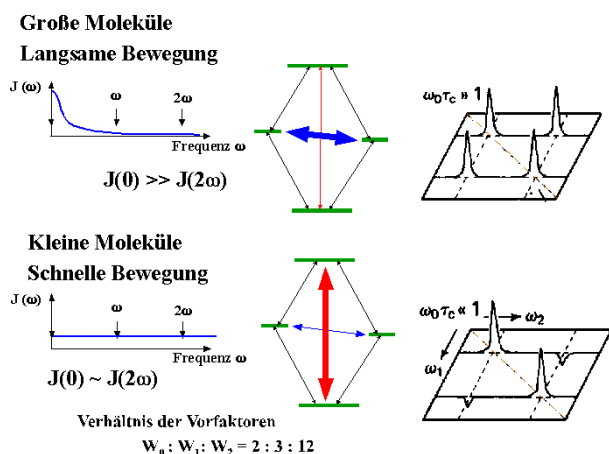 Große Moleküle
Langsame Bewegung
J (ω)
ω
2ω
Frequenz ω
J(0) >> J(2ω)
ω₀τc » 1
Kleine Moleküle
Schnelle Bewegung
J (ω)
ω
2ω
Frequenz ω
J(0) ~ J(2ω)
ω₀τc « 1
ω₂
ω₁
Verhältnis der Vorfaktoren
W₀ : W₁ : W₂ = 2 : 3 : 12